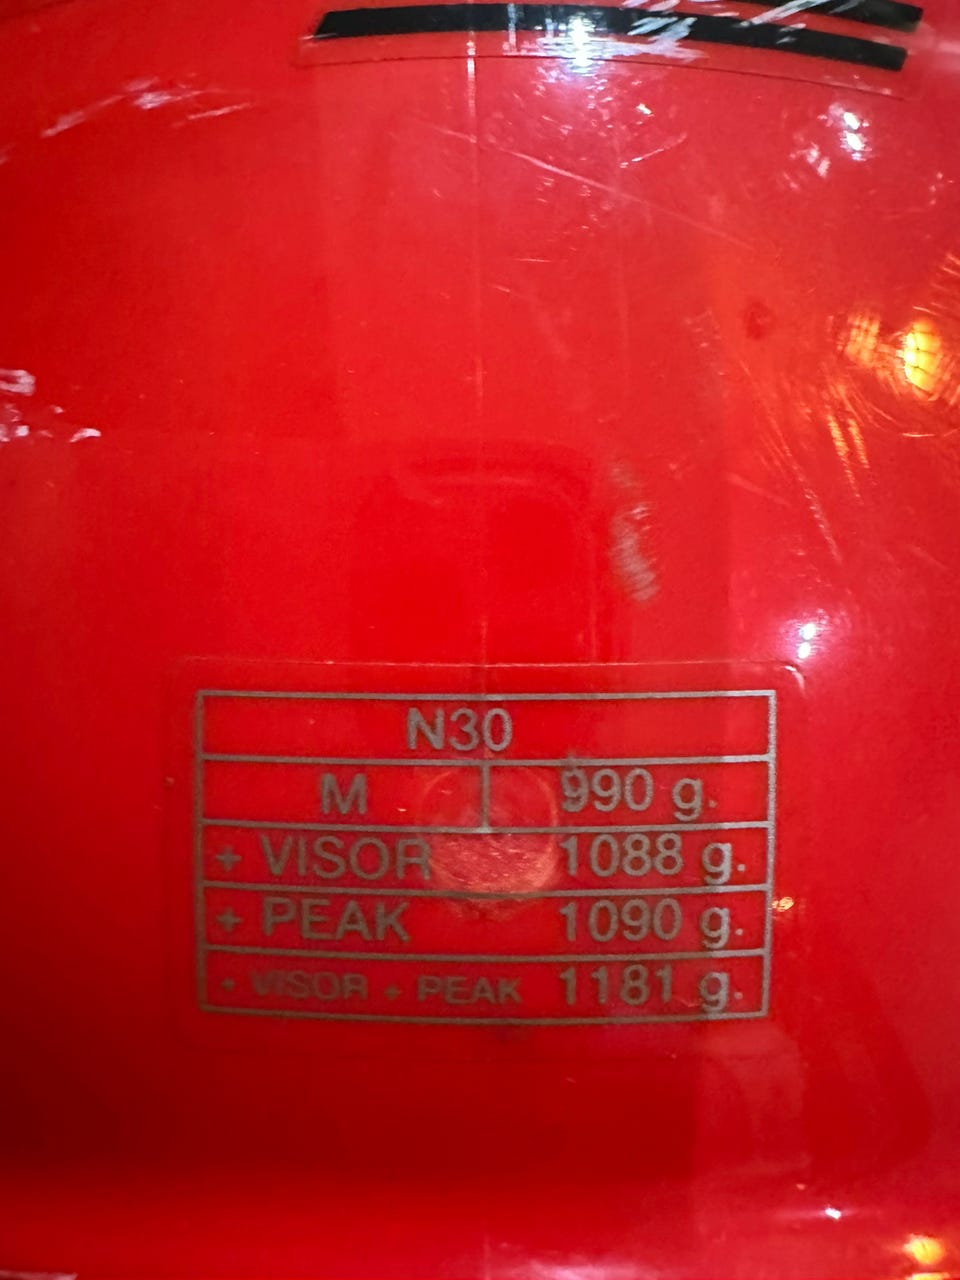 N30
M 990 g.
+ VISOR 1088 g.
+ PEAK 1090 g.
+ VISOR + PEAK 1181 g.